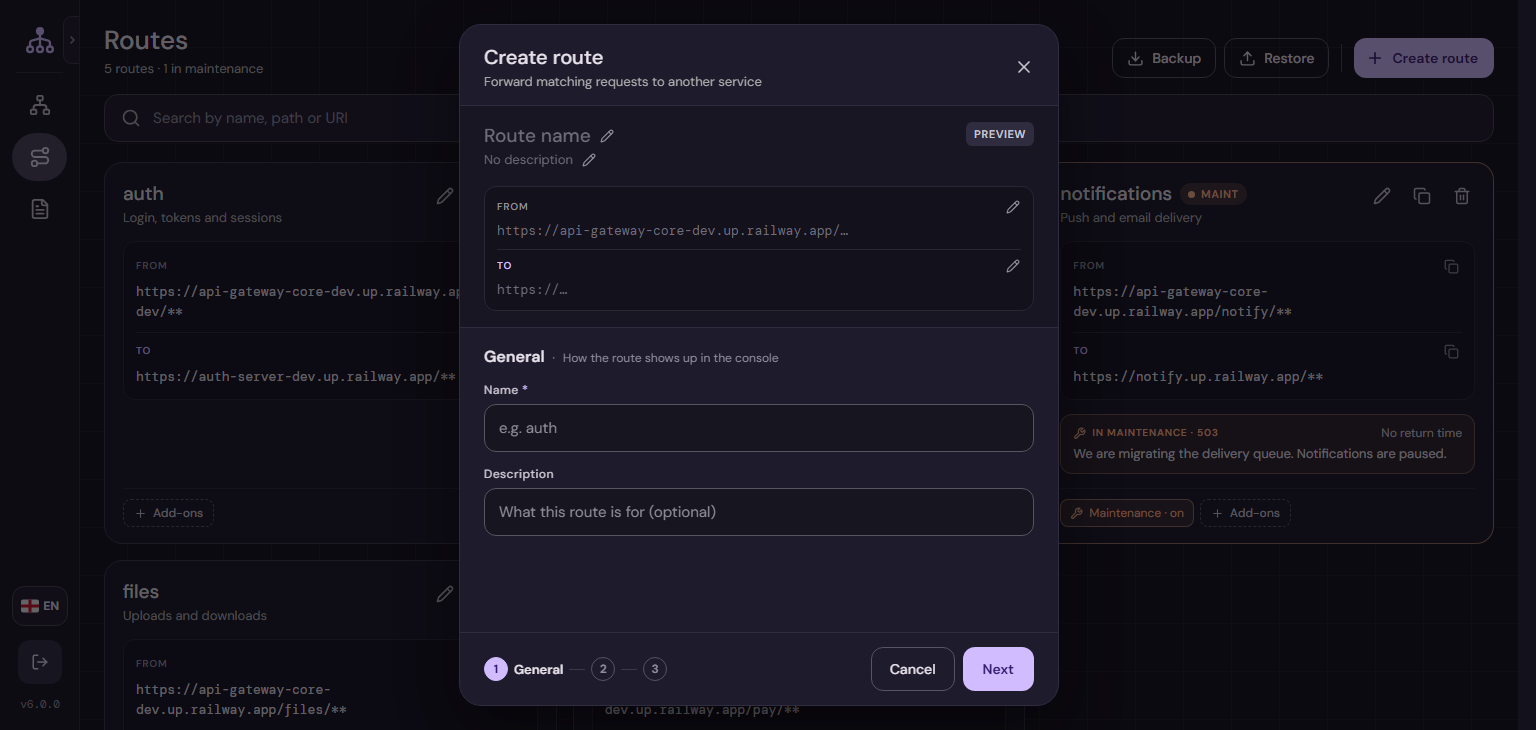 Routes
5 routes · 1 in maintenance
Backup
Restore
Create route
Search by name, path or URI
auth
Login, tokens and sessions
FROM
https://api-gateway-core-dev.up.railway.ap
dev/**
TO
https://auth-server-dev.up.railway.app/**
Add-ons
files
Uploads and downloads
FROM
https://api-gateway-core-
dev.up.railway.app/files/**
EN
v6.0.0
Create route
Forward matching requests to another service
Route name
PREVIEW
No description
FROM
https://api-gateway-core-dev.up.railway.app/…
TO
https://…
General · How the route shows up in the console
Name *
e.g. auth
Description
What this route is for (optional)
1 General 2 3
Cancel
Next
dev.up.railway.app/pay/**
notifications
MAINT
Push and email delivery
FROM
https://api-gateway-core-
dev.up.railway.app/notify/**
TO
https://notify.up.railway.app/**
IN MAINTENANCE · 503
No return time
We are migrating the delivery queue. Notifications are paused.
Maintenance · on
Add-ons